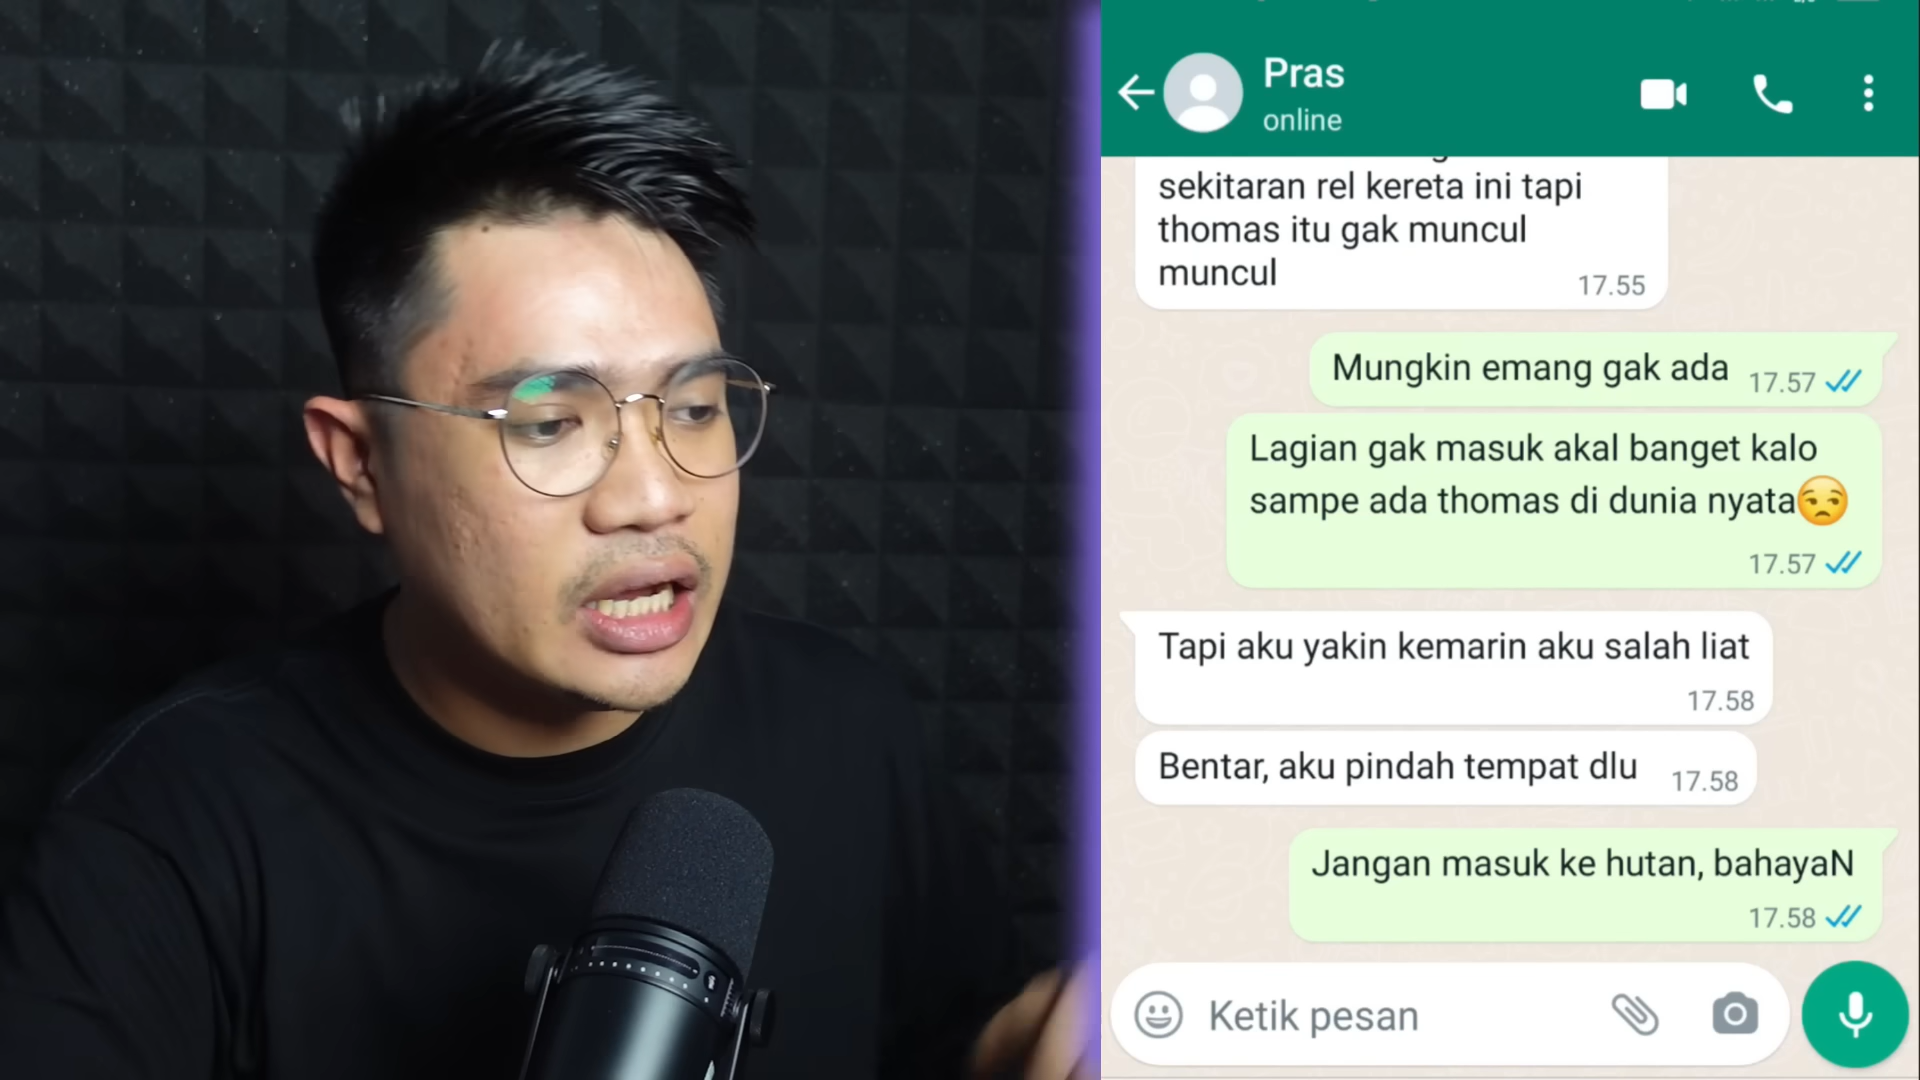 Pras
online
sekitaran rel kereta ini tapi
thomas itu gak muncul
muncul
17.55
Mungkin emang gak ada
17.57
Lagian gak masuk akal banget kalo
sampe ada thomas di dunia nyata😒
17.57
Tapi aku yakin kemarin aku salah liat
17.58
Bentar, aku pindah tempat dlu
17.58
Jangan masuk ke hutan, bahayaN
17.58
Ketik pesan